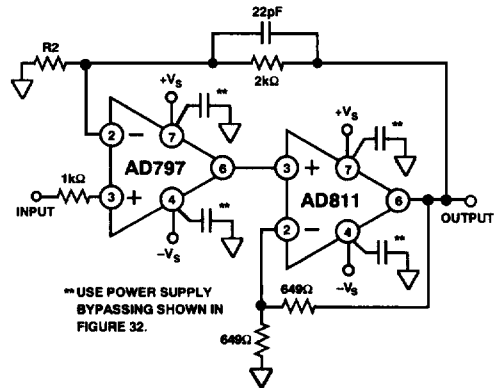 22pF
R2
2kΩ
+VS
**
2
−
7
+VS
**
AD797
6
3
+
7
1kΩ
3
+
4
AD811
6
INPUT
**
2
−
4
OUTPUT
−VS
**
649Ω
−VS
**USE POWER SUPPLY
BYPASSING SHOWN IN
FIGURE 32.
649Ω